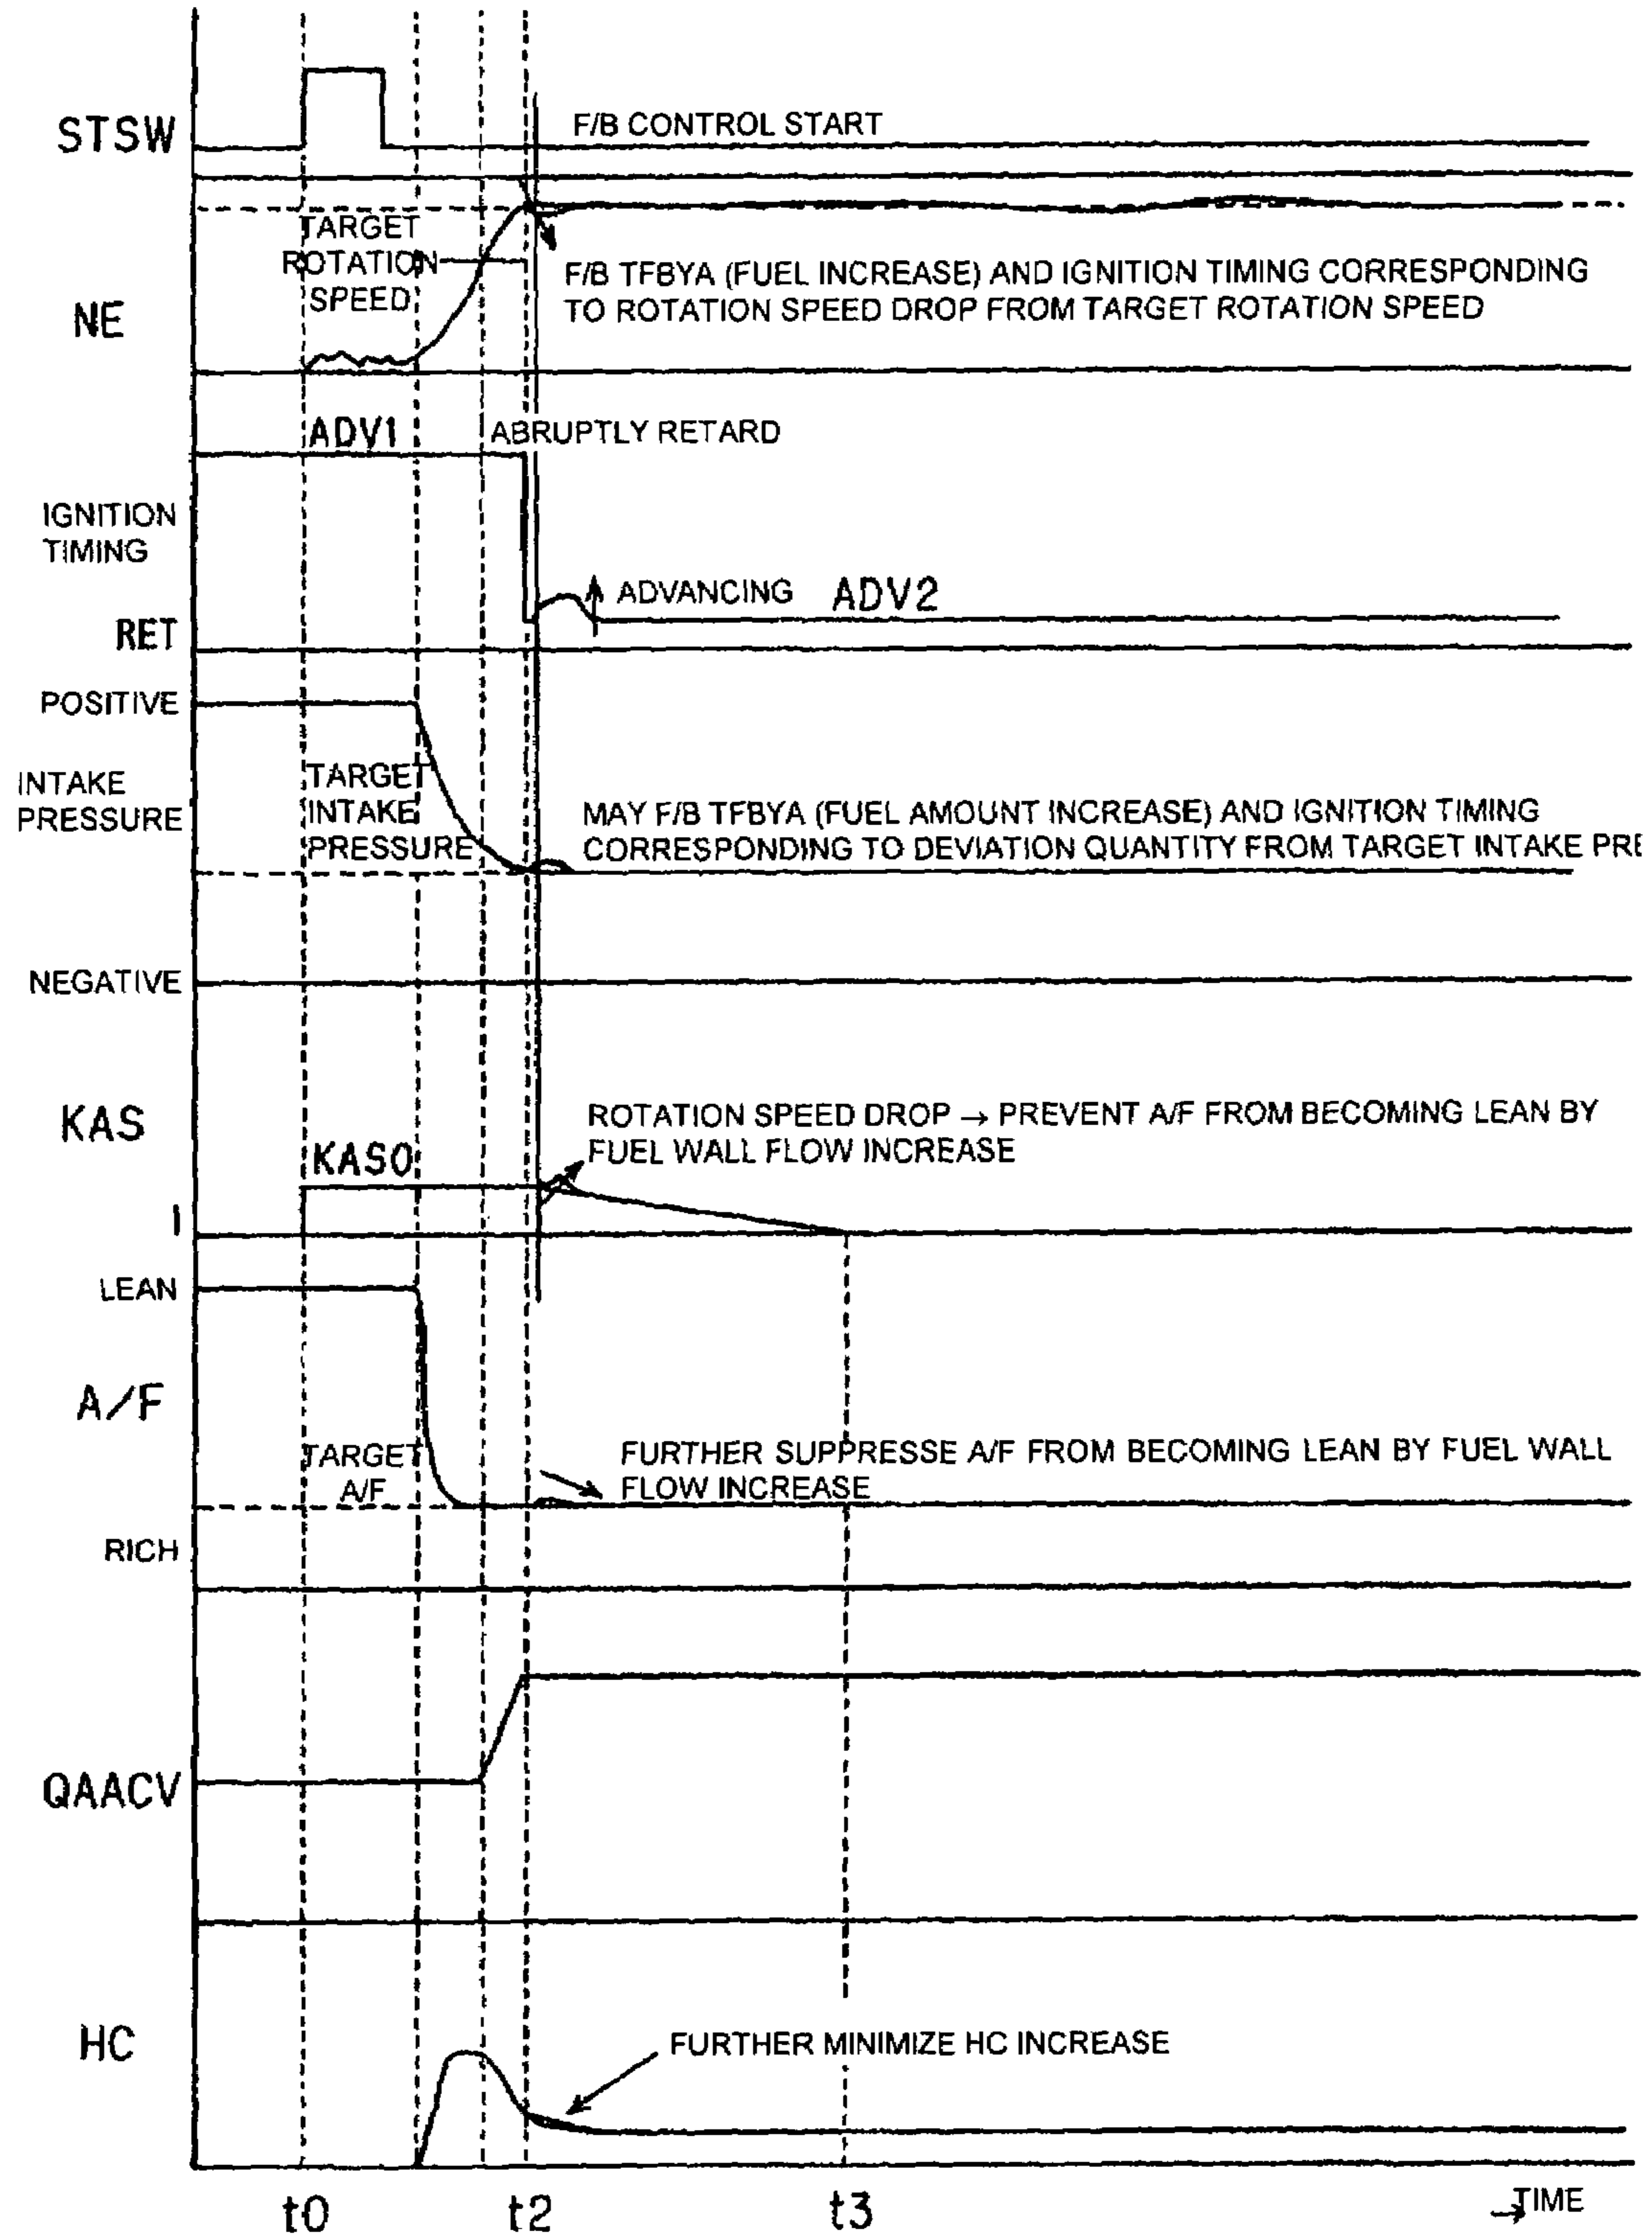 STSW
F/B CONTROL START
TARGET
ROTATION
SPEED
NE
F/B TFBYA (FUEL INCREASE) AND IGNITION TIMING CORRESPONDING
TO ROTATION SPEED DROP FROM TARGET ROTATION SPEED
ADV1
ABRUPTLY RETARD
IGNITION
TIMING
ADVANCING ADV2
RET
POSITIVE
INTAKE
PRESSURE
TARGET
INTAKE
PRESSURE
MAY F/B TFBYA (FUEL AMOUNT INCREASE) AND IGNITION TIMING
CORRESPONDING TO DEVIATION QUANTITY FROM TARGET INTAKE PRE
NEGATIVE
KAS
KAS0
ROTATION SPEED DROP → PREVENT A/F FROM BECOMING LEAN BY
FUEL WALL FLOW INCREASE
1
LEAN
A/F
TARGET
A/F
FURTHER SUPPRESSE A/F FROM BECOMING LEAN BY FUEL WALL
FLOW INCREASE
RICH
QAACV
HC
FURTHER MINIMIZE HC INCREASE
t0 t2 t3
→TIME